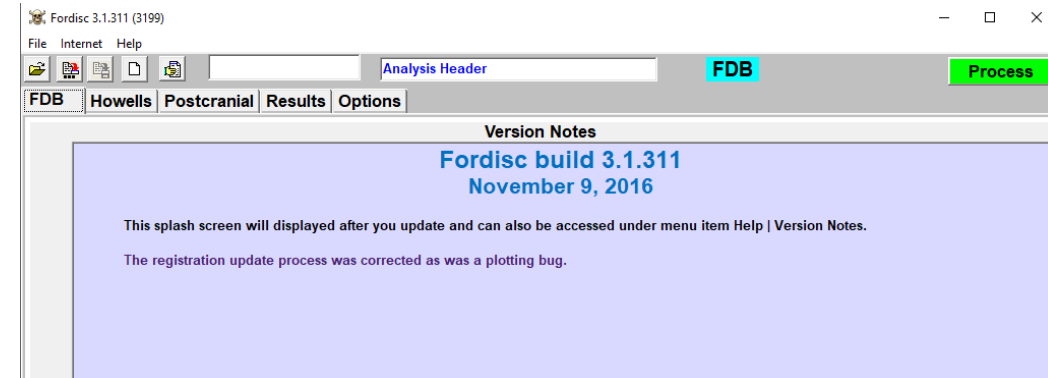 Fordisc 3.1.311 (3199)
File Internet Help
Analysis Header FDB Process
FDB Howells Postcranial Results Options
Version Notes
Fordisc build 3.1.311
November 9, 2016
This splash screen will displayed after you update and can also be accessed under menu item Help | Version Notes.
The registration update process was corrected as was a plotting bug.